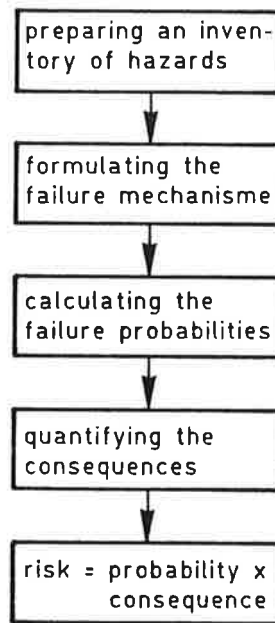 preparing an inven-
tory of hazards
formulating the
failure mechanisme
calculating the
failure probabilities
quantifying the
consequences
risk = probability x
consequence